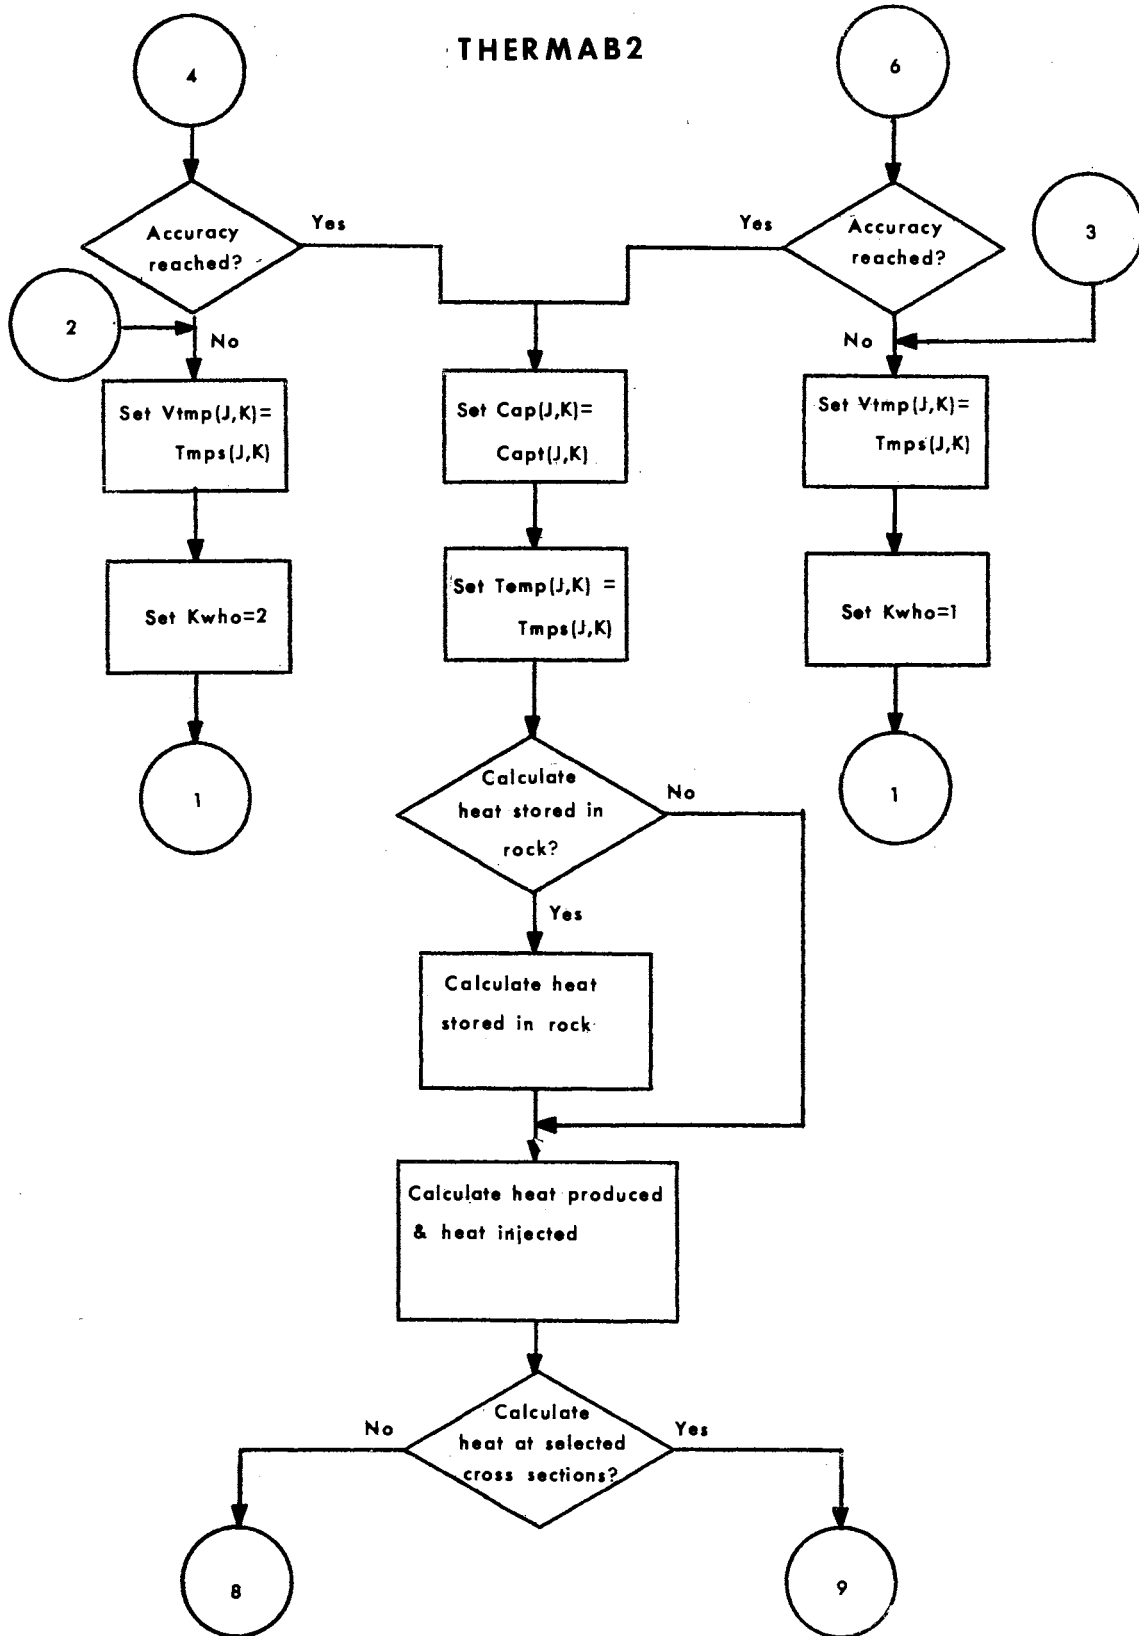 THERMAB2
4
6
Accuracy
reached?
Yes
Yes
Accuracy
reached?
3
2
No
No
Set Vtmp(J,K)=
Tmps(J,K)
Set Cap(J,K)=
Capt(J,K)
Set Vtmp(J,K)=
Tmps(J,K)
Set Kwho=2
Set Temp(J,K) =
Tmps(J,K)
Set Kwho=1
1
1
Calculate
heat stored in
rock?
No
Yes
Calculate heat
stored in rock
Calculate heat produced
& heat injected
Calculate
heat at selected
cross sections?
No
Yes
8
9